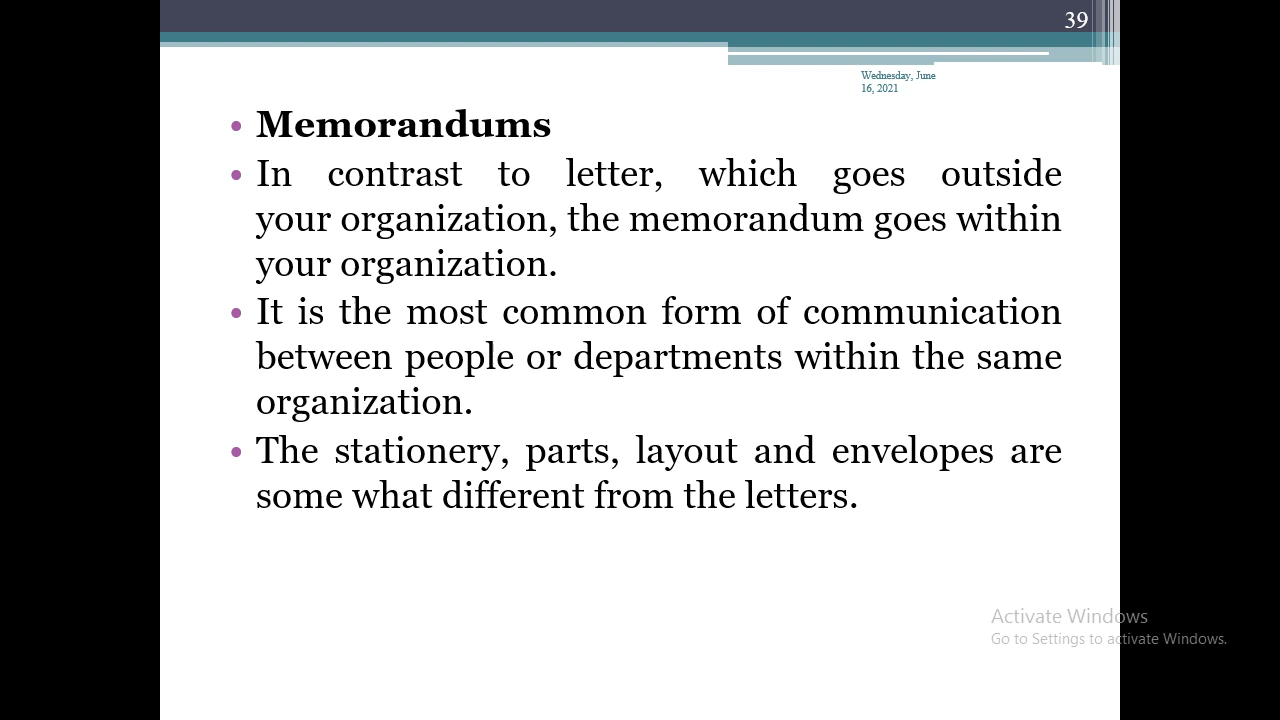 39
Wednesday, June
16, 2021
• Memorandums
• In contrast to letter, which goes outside
your organization, the memorandum goes within
your organization.
• It is the most common form of communication
between people or departments within the same
organization.
• The stationery, parts, layout and envelopes are
some what different from the letters.
Activate Windows
Go to Settings to activate Windows.